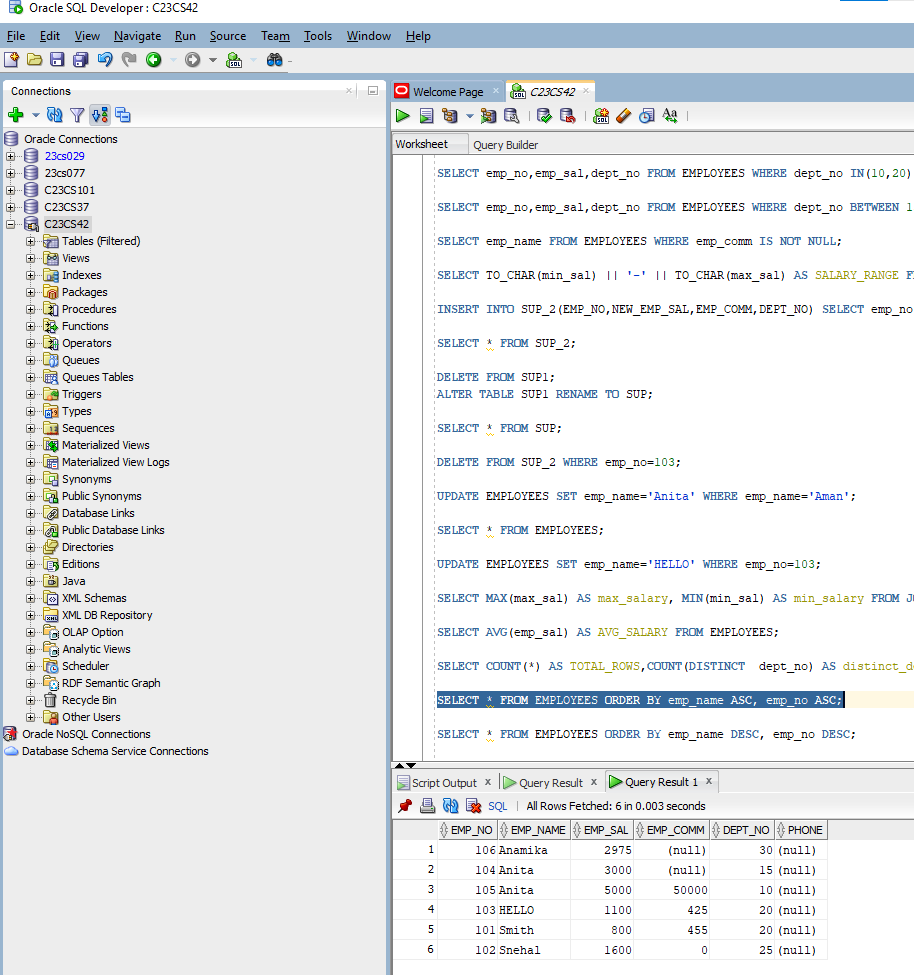 Oracle SQL Developer : C23CS42
File Edit View Navigate Run Source Team Tools Window Help
Connections
Oracle Connections
23cs029
23cs077
C23CS101
C23CS37
C23CS42
Tables (Filtered)
Views
Indexes
Packages
Procedures
Functions
Operators
Queues
Queues Tables
Triggers
Types
Sequences
Materialized Views
Materialized View Logs
Synonyms
Public Synonyms
Database Links
Public Database Links
Directories
Editions
Java
XML Schemas
XML DB Repository
OLAP Option
Analytic Views
Scheduler
RDF Semantic Graph
Recycle Bin
Other Users
Oracle NoSQL Connections
Database Schema Service Connections
Welcome Page C23CS42
Worksheet Query Builder
SELECT emp_no,emp_sal,dept_no FROM EMPLOYEES WHERE dept_no IN(10,20)
SELECT emp_no,emp_sal,dept_no FROM EMPLOYEES WHERE dept_no BETWEEN 1
SELECT emp_name FROM EMPLOYEES WHERE emp_comm IS NOT NULL;
SELECT TO_CHAR(min_sal) || '-' || TO_CHAR(max_sal) AS SALARY_RANGE F
INSERT INTO SUP_2(EMP_NO,NEW_EMP_SAL,EMP_COMM,DEPT_NO) SELECT emp_no
SELECT * FROM SUP_2;
DELETE FROM SUP1;
ALTER TABLE SUP1 RENAME TO SUP;
SELECT * FROM SUP;
DELETE FROM SUP_2 WHERE emp_no=103;
UPDATE EMPLOYEES SET emp_name='Anita' WHERE emp_name='Aman';
SELECT * FROM EMPLOYEES;
UPDATE EMPLOYEES SET emp_name='HELLO' WHERE emp_no=103;
SELECT MAX(max_sal) AS max_salary, MIN(min_sal) AS min_salary FROM JO
SELECT AVG(emp_sal) AS AVG_SALARY FROM EMPLOYEES;
SELECT COUNT(*) AS TOTAL_ROWS,COUNT(DISTINCT dept_no) AS distinct_d
SELECT * FROM EMPLOYEES ORDER BY emp_name ASC, emp_no ASC;
SELECT * FROM EMPLOYEES ORDER BY emp_name DESC, emp_no DESC;
Script Output Query Result Query Result 1
SQL All Rows Fetched: 6 in 0.003 seconds
EMP_NO EMP_NAME EMP_SAL EMP_COMM DEPT_NO PHONE
1 106 Anamika 2975 (null) 30 (null)
2 104 Anita 3000 (null) 15 (null)
3 105 Anita 5000 50000 10 (null)
4 103 HELLO 1100 425 20 (null)
5 101 Smith 800 455 20 (null)
6 102 Snehal 1600 0 25 (null)